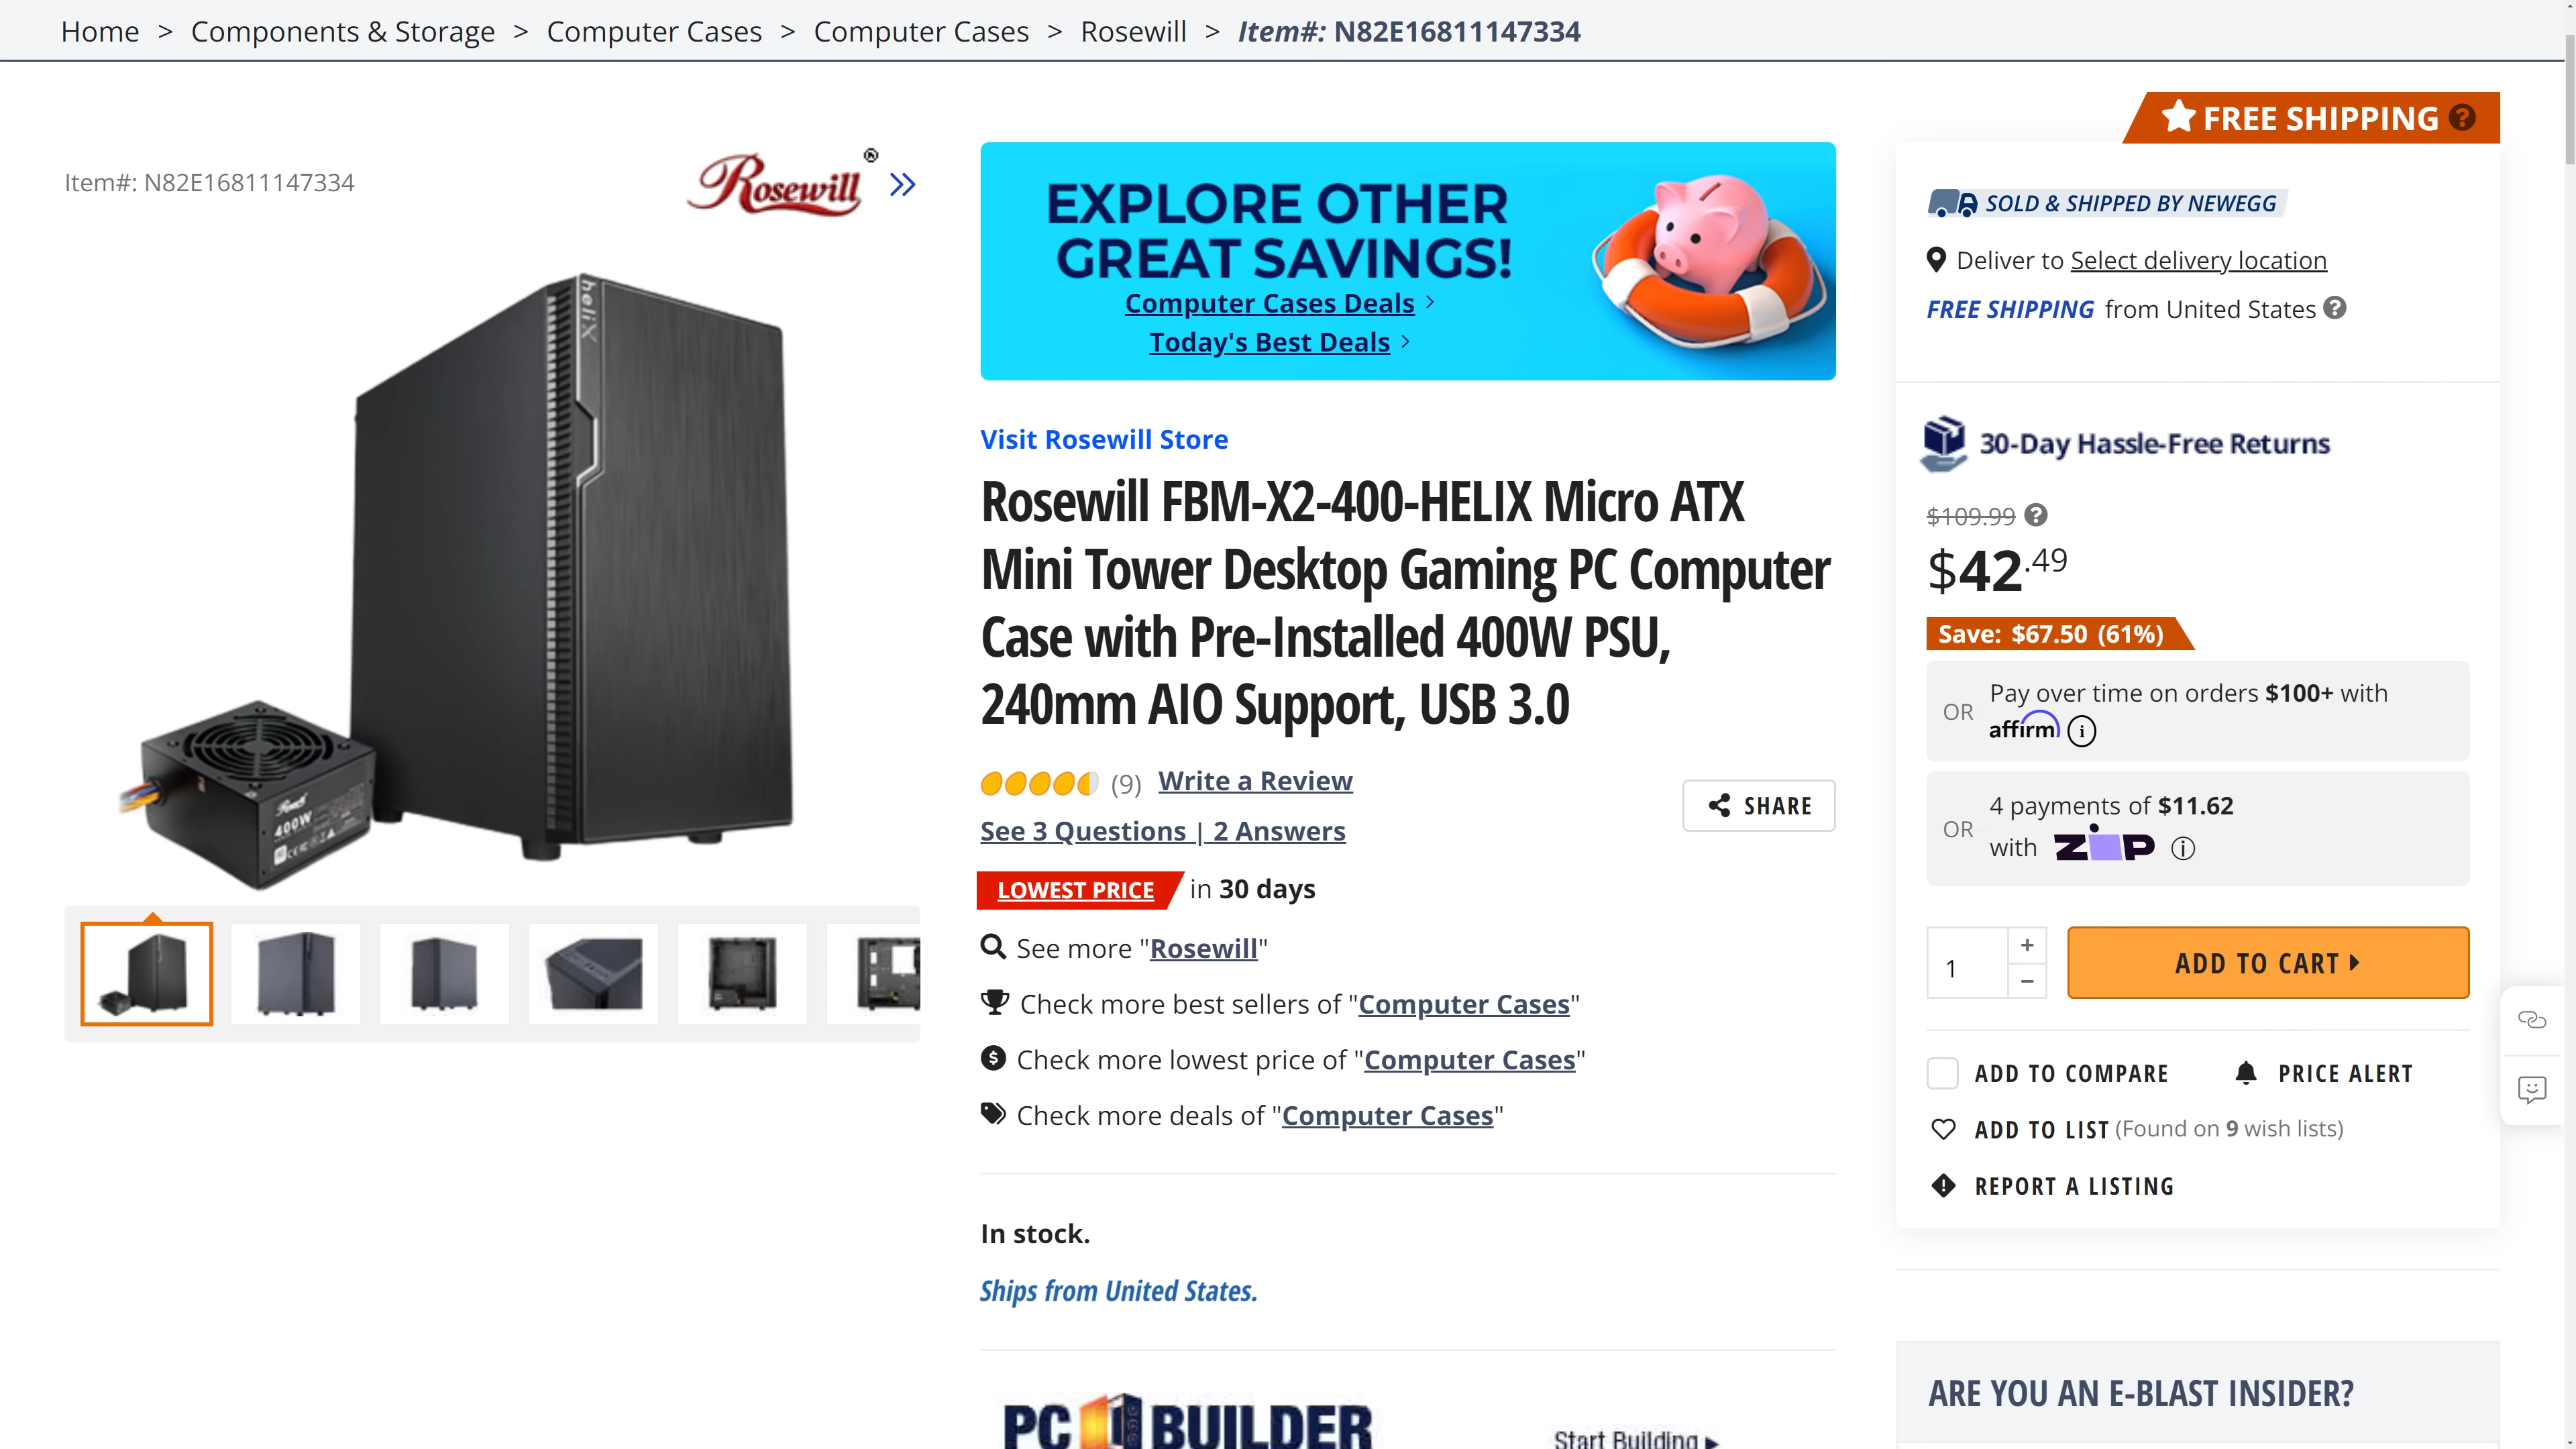 Home > Components & Storage > Computer Cases > Computer Cases > Rosewill > Item#: N82E16811147334
Item#: N82E16811147334
Rosewill ®
helix
400W
EXPLORE OTHER
GREAT SAVINGS!
Computer Cases Deals
Today's Best Deals
Visit Rosewill Store
Rosewill FBM-X2-400-HELIX Micro ATX
Mini Tower Desktop Gaming PC Computer
Case with Pre-Installed 400W PSU,
240mm AIO Support, USB 3.0
(9) Write a Review
See 3 Questions | 2 Answers
SHARE
LOWEST PRICE in 30 days
See more "Rosewill"
Check more best sellers of "Computer Cases"
Check more lowest price of "Computer Cases"
Check more deals of "Computer Cases"
In stock.
Ships from United States.
PC BUILDER
Start Building
FREE SHIPPING ?
SOLD & SHIPPED BY NEWEGG
Deliver to Select delivery location
FREE SHIPPING from United States ?
30-Day Hassle-Free Returns
$109.99 ?
$42.49
Save: $67.50 (61%)
OR
Pay over time on orders $100+ with
affirm i
OR
4 payments of $11.62
with zip i
1
+
−
ADD TO CART
ADD TO COMPARE
PRICE ALERT
ADD TO LIST (Found on 9 wish lists)
REPORT A LISTING
ARE YOU AN E-BLAST INSIDER?